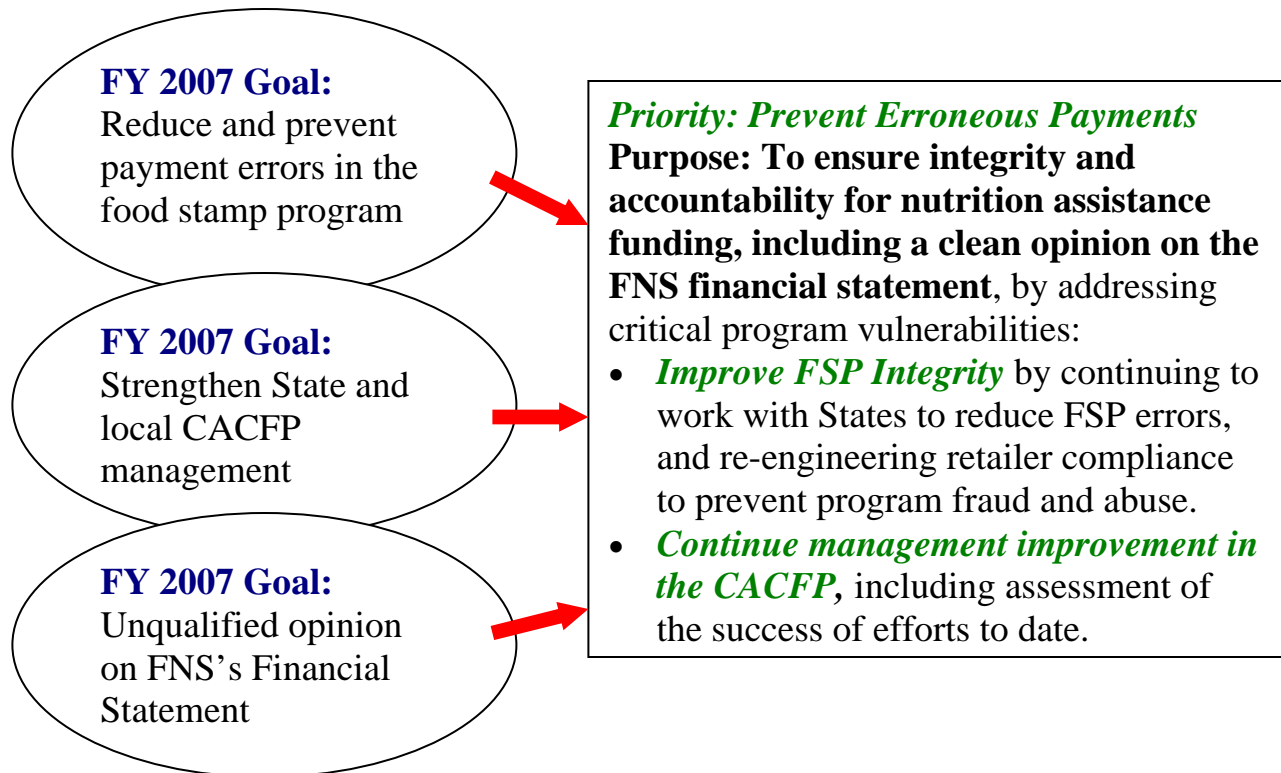 FY 2007 Goal:
Reduce and prevent
payment errors in the
food stamp program
FY 2007 Goal:
Strengthen State and
local CACFP
management
FY 2007 Goal:
Unqualified opinion
on FNS’s Financial
Statement
Priority: Prevent Erroneous Payments
Purpose: To ensure integrity and
accountability for nutrition assistance
funding, including a clean opinion on the
FNS financial statement, by addressing
critical program vulnerabilities:
• Improve FSP Integrity by continuing to
work with States to reduce FSP errors,
and re-engineering retailer compliance
to prevent program fraud and abuse.
• Continue management improvement in
the CACFP, including assessment of
the success of efforts to date.